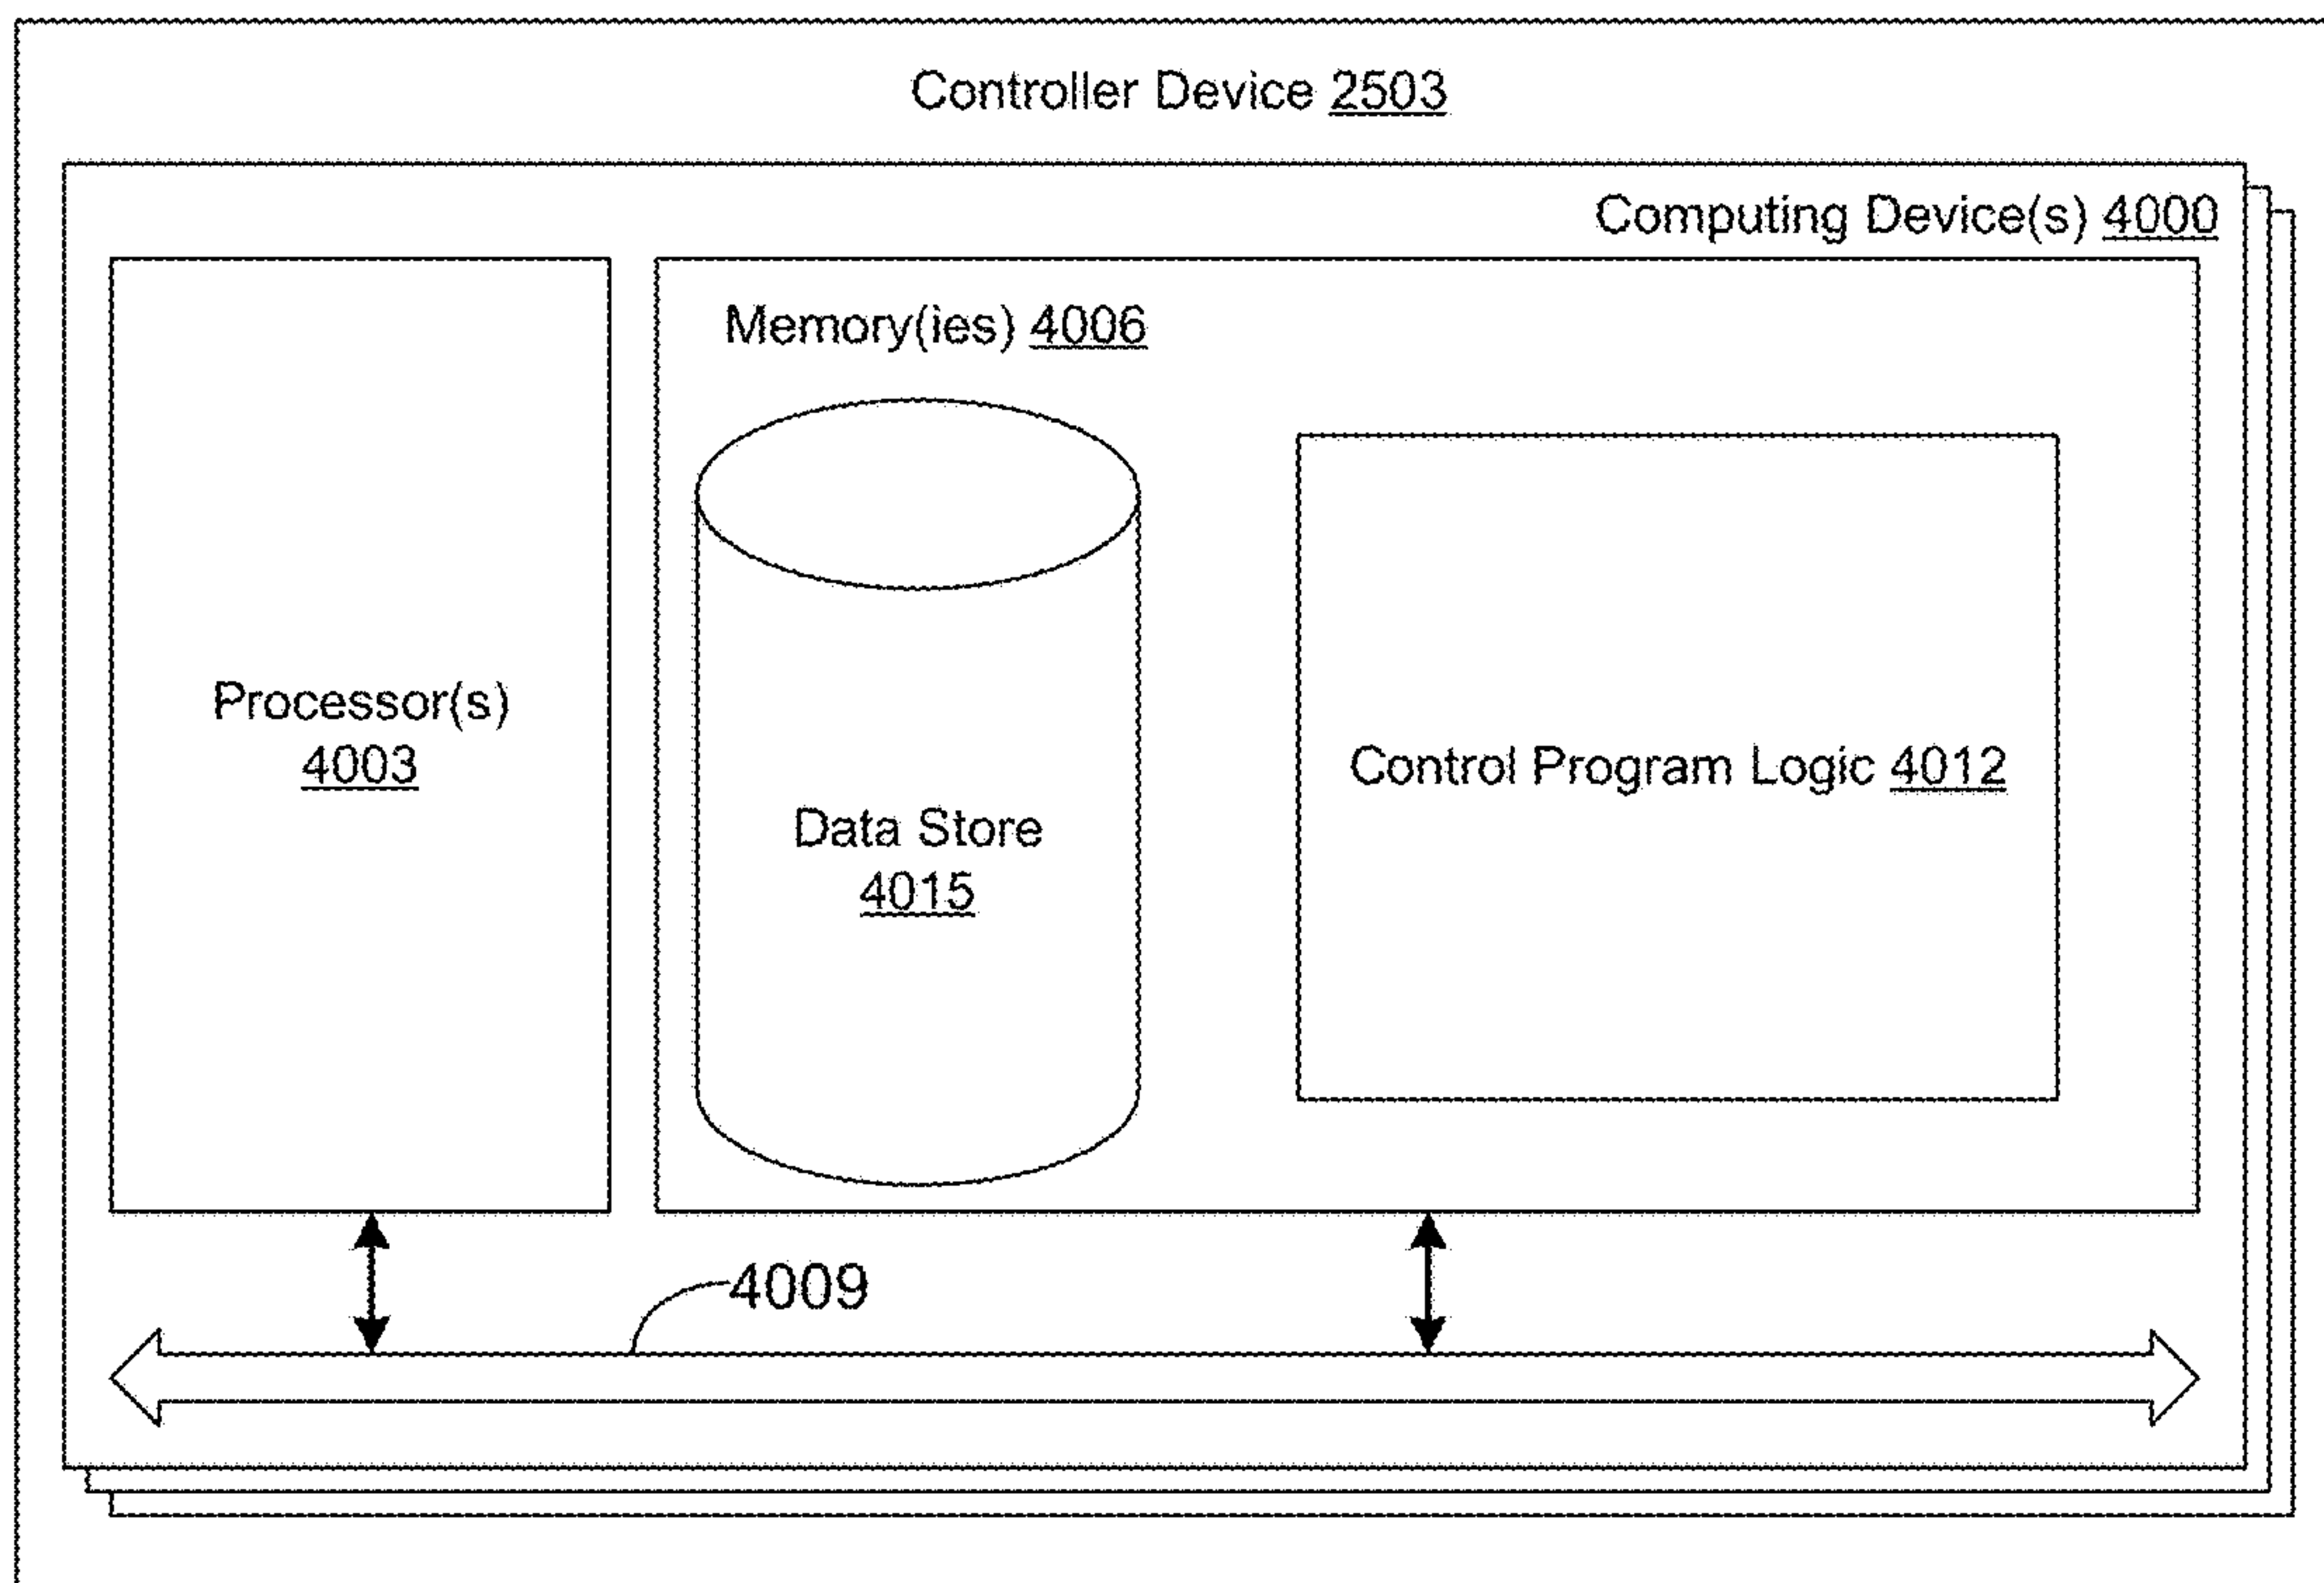 Controller Device 2503
Computing Device(s) 4000
Memory(ies) 4006
Processor(s)
4003
Data Store
4015
Control Program Logic 4012
4009